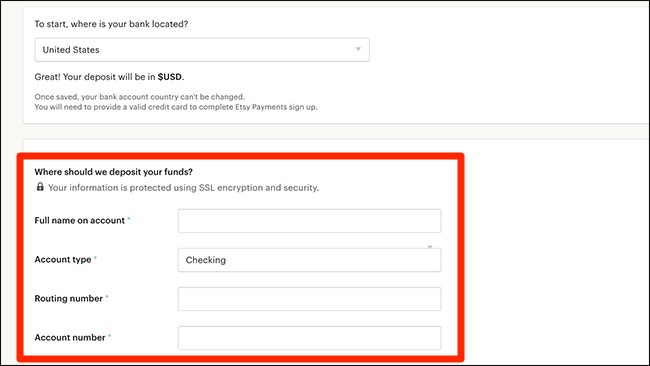 To start, where is your bank located?
United States
Great! Your deposit will be in $USD.
Once saved, your bank account country can't be changed.
You will need to provide a valid credit card to complete Etsy Payments sign up.
Where should we deposit your funds?
Your information is protected using SSL encryption and security.
Full name on account *
Account type *
Checking
Routing number *
Account number *